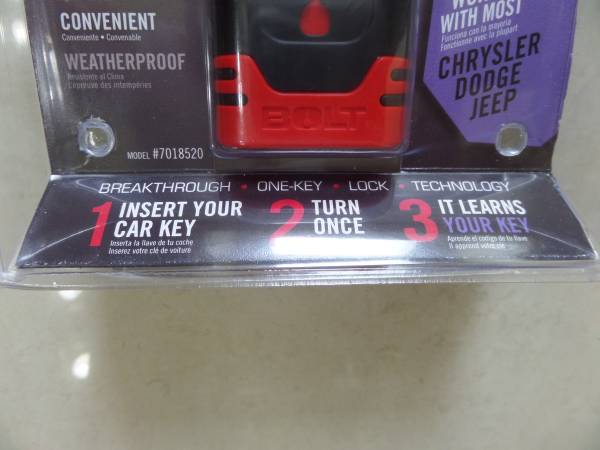 CONVENIENT
Conveniente • Convenable
WEATHERPROOF
Resistente al Clima
L'épreuve des intempéries
MODEL #7018520
BOLT
WITH MOST
Funciona con la mayoría
Fonctionne avec la plupart
CHRYSLER
DODGE
JEEP
BREAKTHROUGH • ONE-KEY • LOCK • TECHNOLOGY
1 INSERT YOUR
CAR KEY
Inserta la llave de tu coche
Inserez votre clé de voiture
2 TURN
ONCE
3 IT LEARNS
YOUR KEY
Aprende el codigo de tu llave
Il apprend votre clé